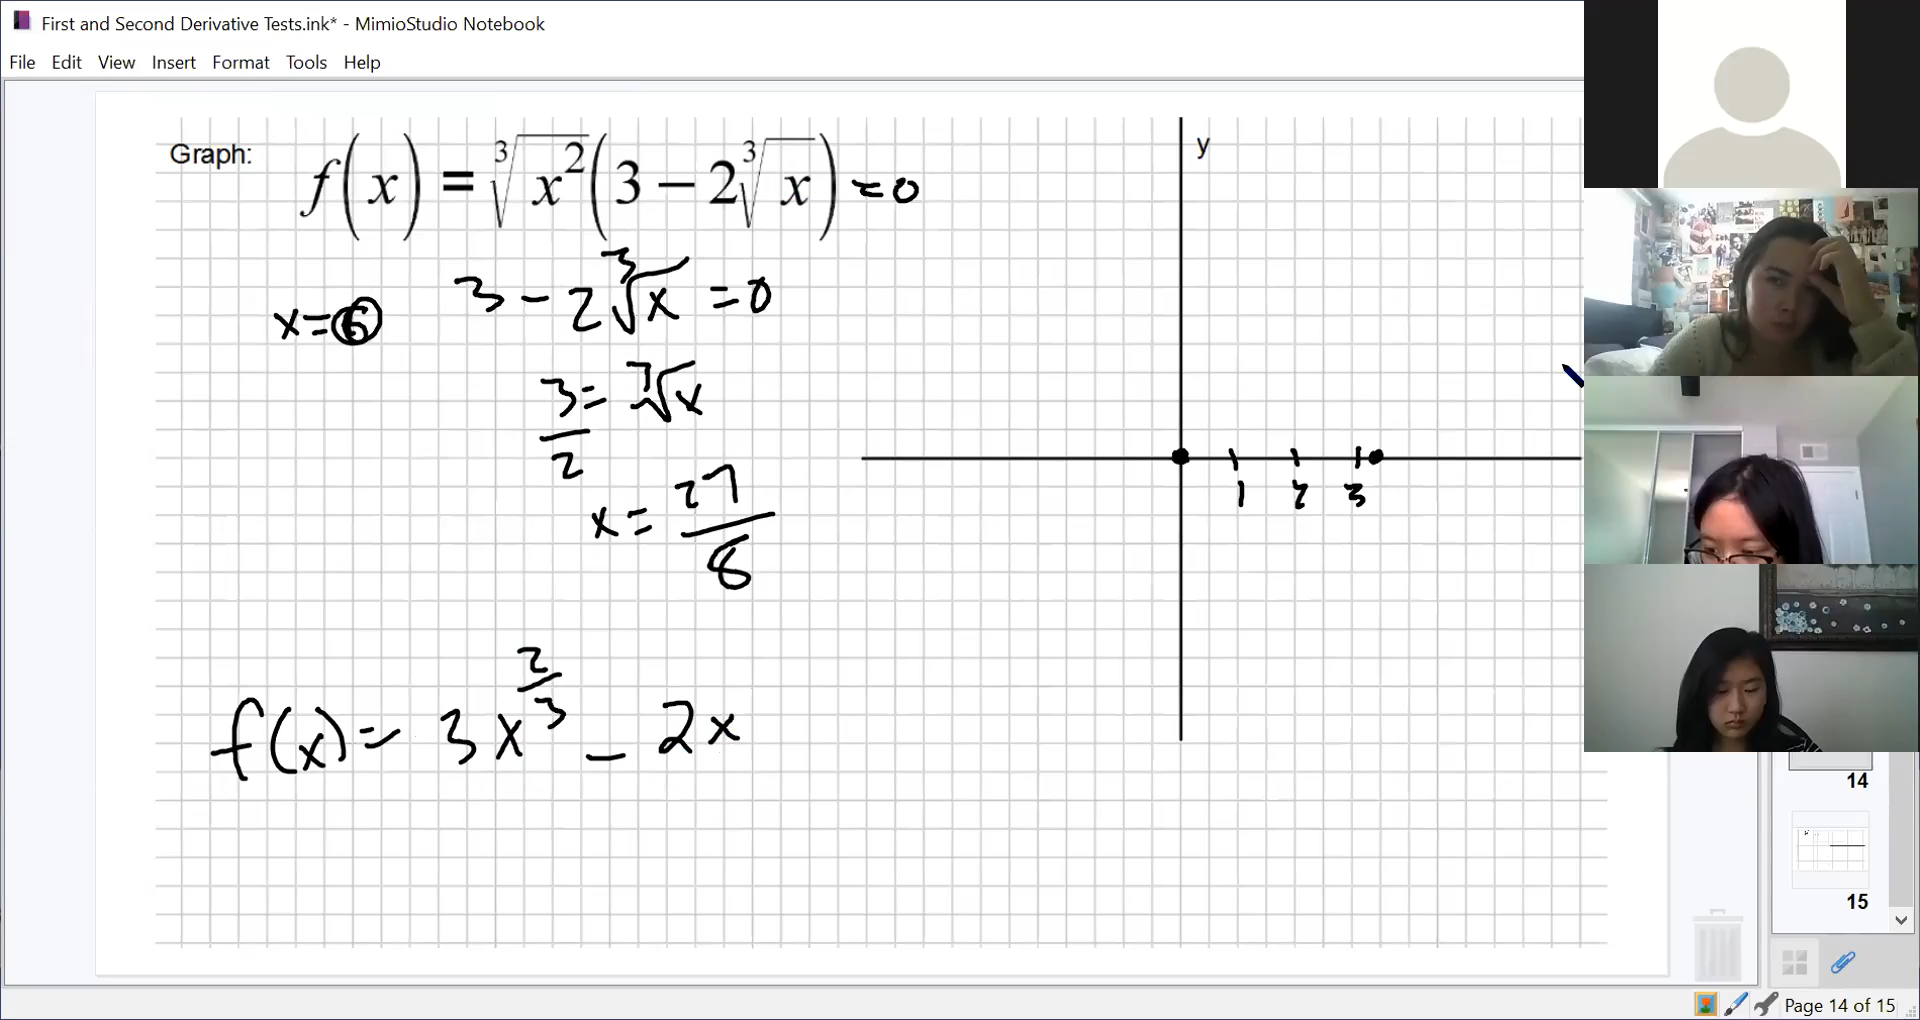 First and Second Derivative Tests.ink* - MimioStudio Notebook
File Edit View Insert Format Tools Help
Graph: f(x) = ∛x²(3 − 2∛x) = 0
y
x = 0
3 − 2∛x = 0
3/2 = ∛x
x = 27/8
1 2 3
f(x) = 3x^(2/3) − 2x
14
15
Page 14 of 15